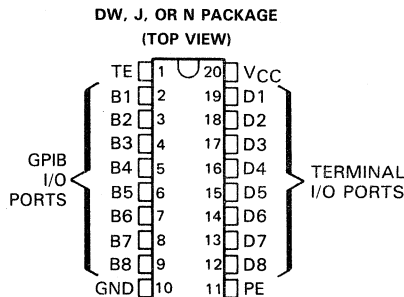 DW, J, OR N PACKAGE
(TOP VIEW)
TE 1 20 VCC
B1 2 19 D1
B2 3 18 D2
B3 4 17 D3
B4 5 16 D4
B5 6 15 D5
B6 7 14 D6
B7 8 13 D7
B8 9 12 D8
GND 10 11 PE
GPIB
I/O
PORTS
TERMINAL
I/O PORTS